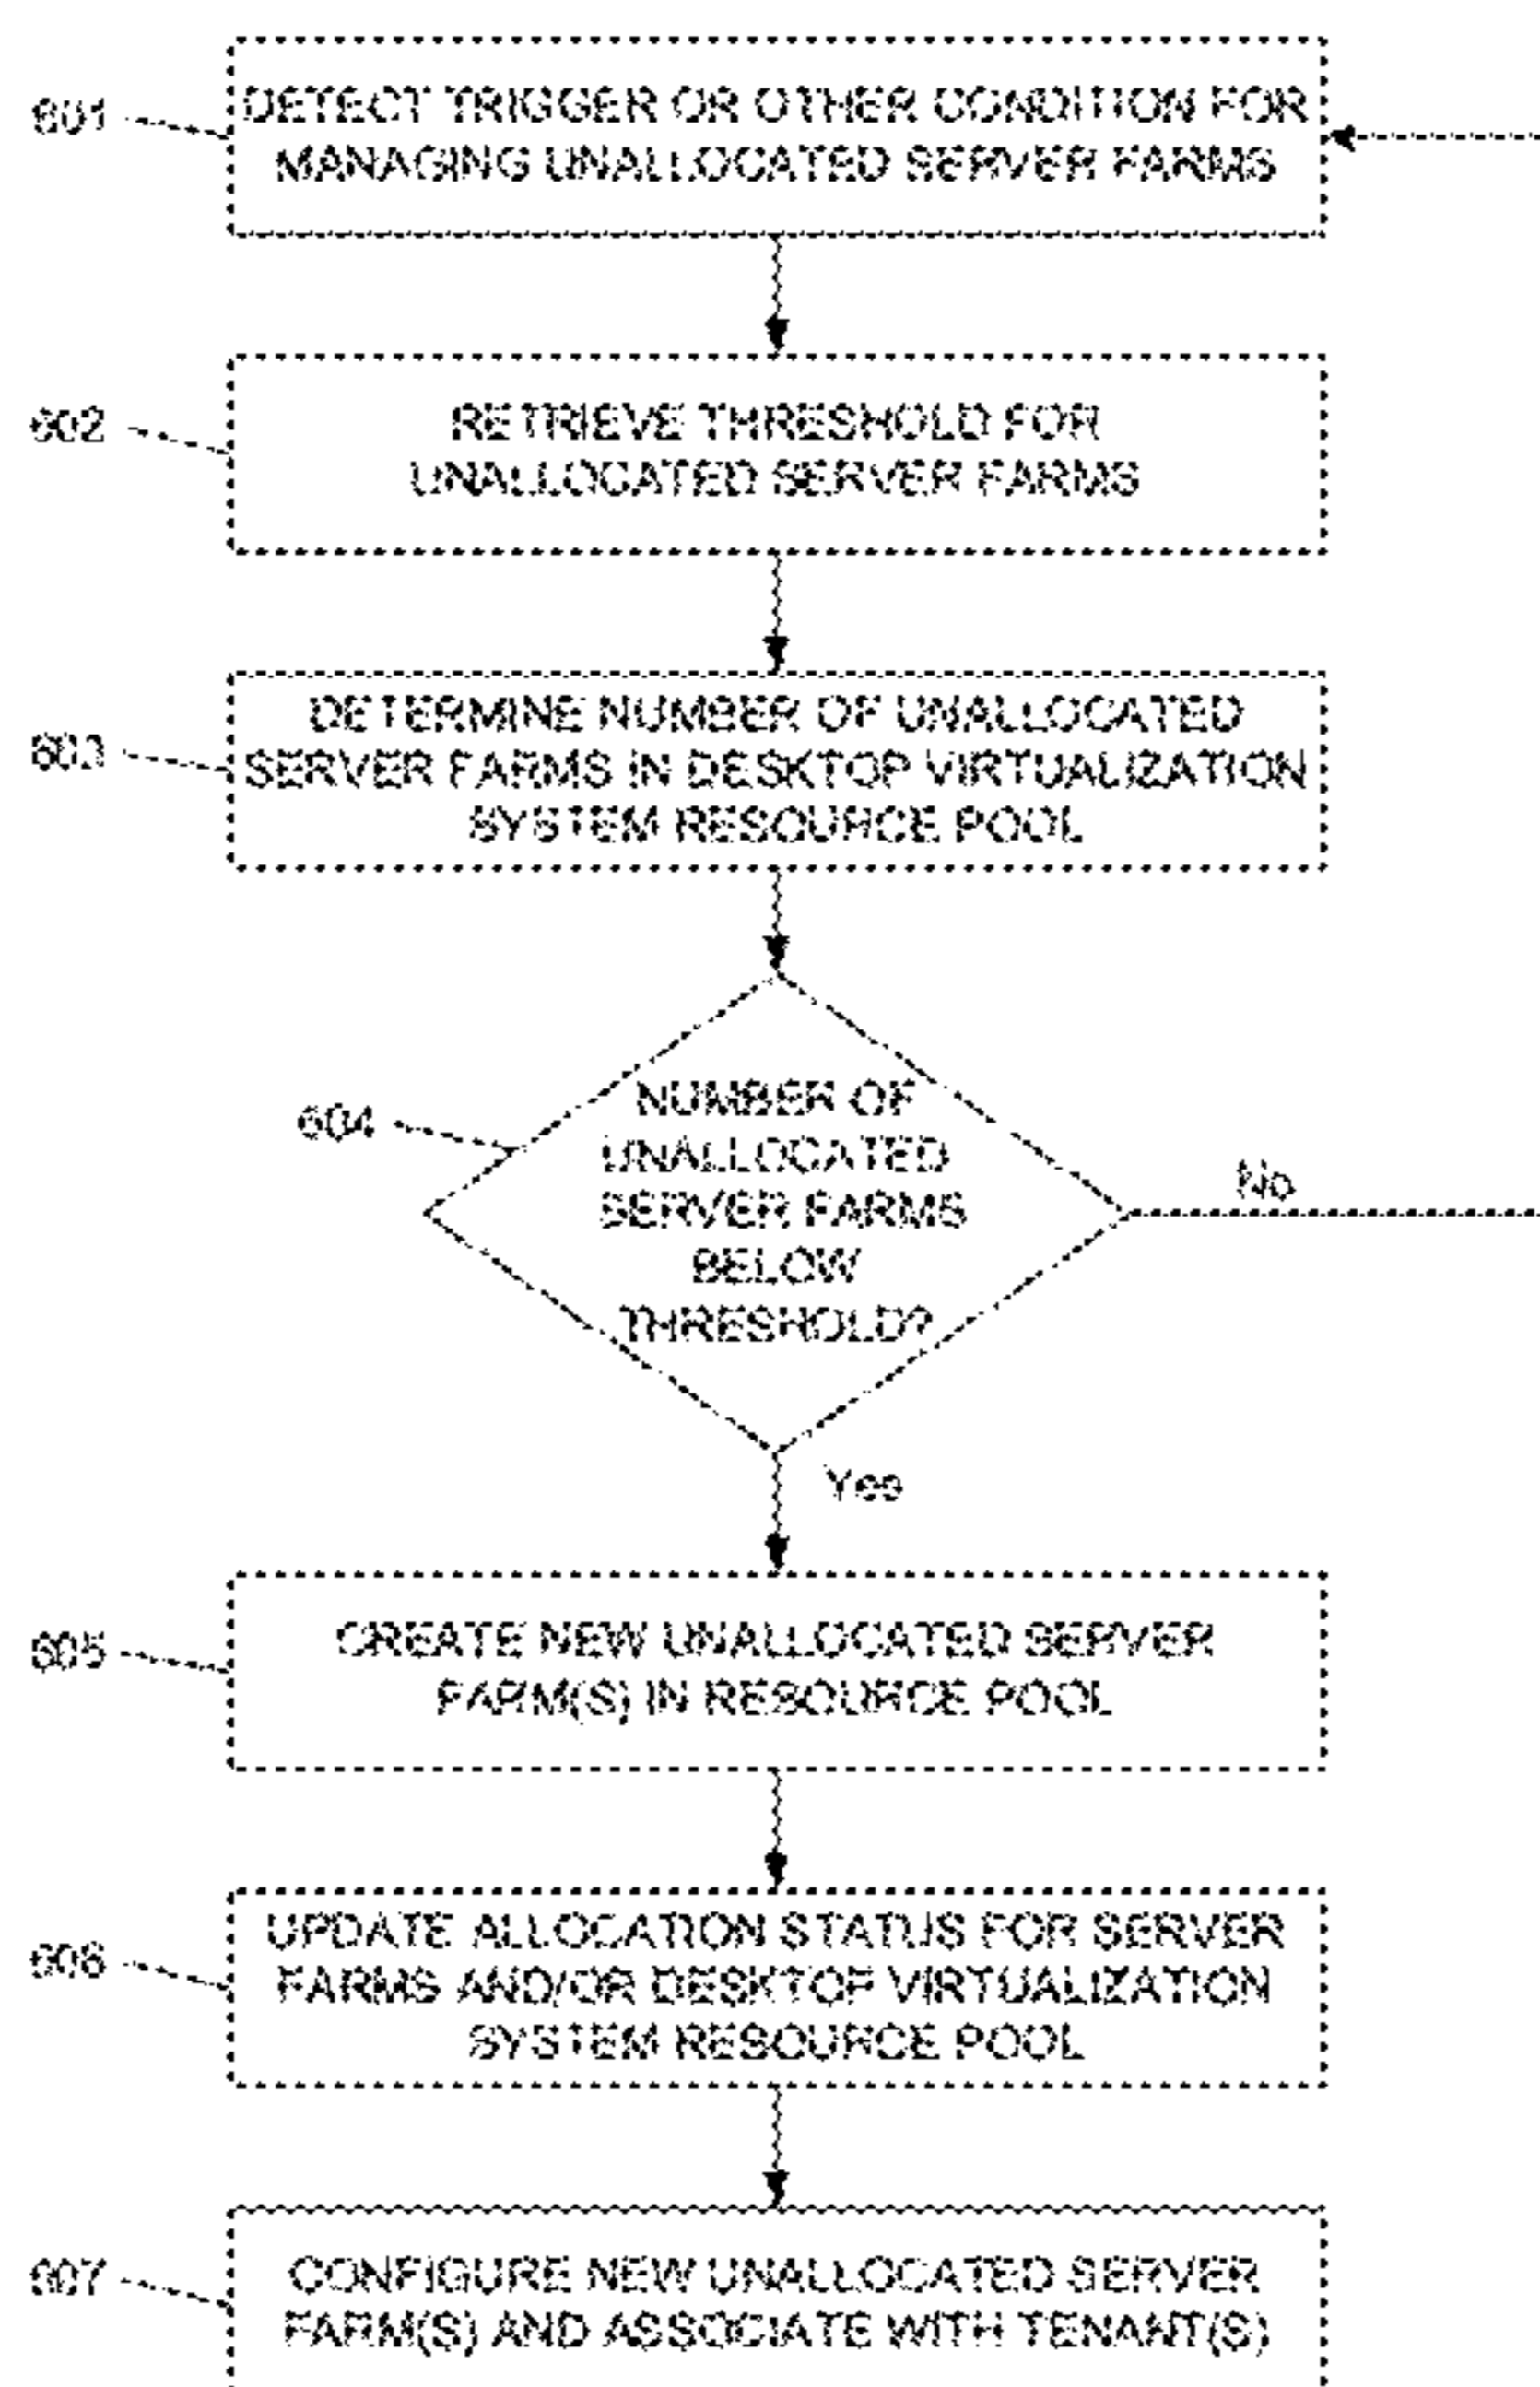 601
DETECT TRIGGER OR OTHER CONDITION FOR
MANAGING UNALLOCATED SERVER FARMS
602
RETRIEVE THRESHOLD FOR
UNALLOCATED SERVER FARMS
603
DETERMINE NUMBER OF UNALLOCATED
SERVER FARMS IN DESKTOP VIRTUALIZATION
SYSTEM RESOURCE POOL
604
NUMBER OF
UNALLOCATED
SERVER FARMS
BELOW
THRESHOLD?
No
Yes
605
CREATE NEW UNALLOCATED SERVER
FARM(S) IN RESOURCE POOL
606
UPDATE ALLOCATION STATUS FOR SERVER
FARMS AND/OR DESKTOP VIRTUALIZATION
SYSTEM RESOURCE POOL
607
CONFIGURE NEW UNALLOCATED SERVER
FARM(S) AND ASSOCIATE WITH TENANT(S)